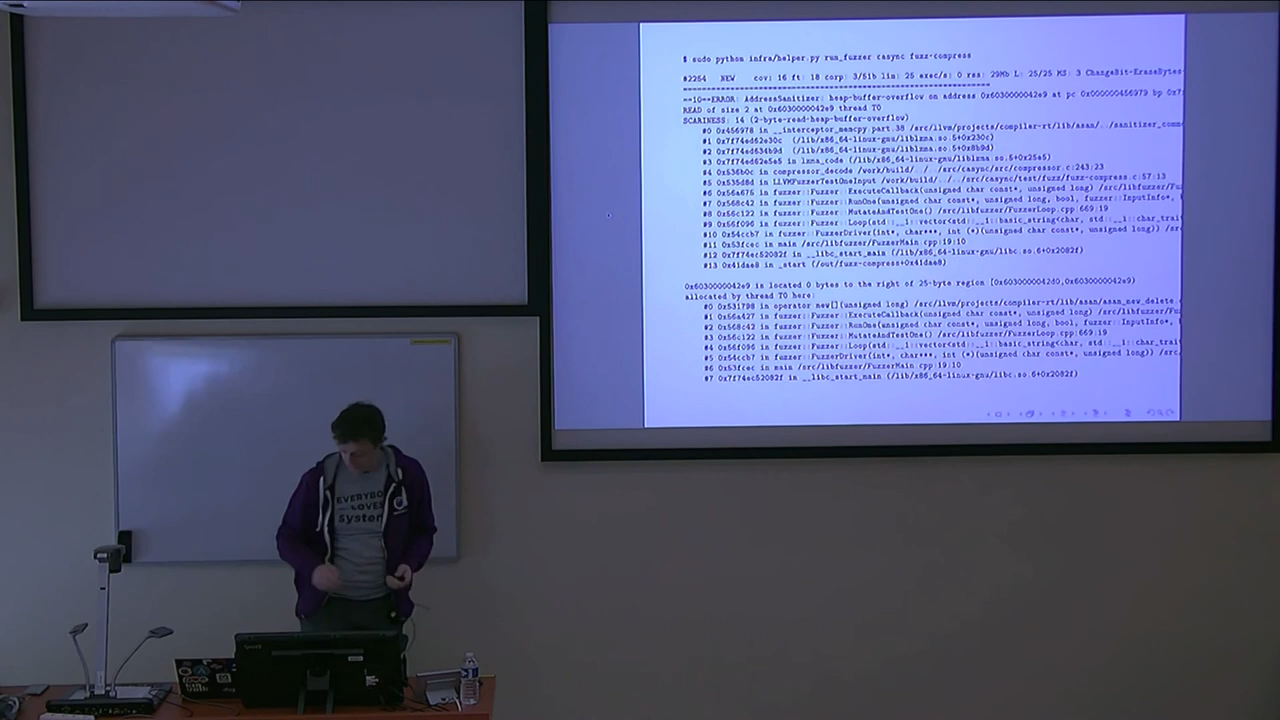 $ sudo python infra/helper.py run_fuzzer casync fuzz-compress
#2254 NEW cov: 16 ft: 18 corp: 3/51b lim: 25 exec/s: 0 rss: 29Mb L: 25/25 MS: 3 ChangeBit-EraseBytes-
==10==ERROR: AddressSanitizer: heap-buffer-overflow on address 0x6030000042e9 at pc 0x000000456979 bp 0x7
READ of size 2 at 0x6030000042e9 thread T0
SCARINESS: 14 (2-byte-read-heap-buffer-overflow)
#0 0x456978 in __interceptor_memcpy.part.38 /src/llvm/projects/compiler-rt/lib/asan/../sanitizer_comm
#1 0x7f74ed62e30c (/lib/x86_64-linux-gnu/liblzma.so.5+0x230c)
#2 0x7f74ed634b9d (/lib/x86_64-linux-gnu/liblzma.so.5+0x8b9d)
#3 0x7f74ed62e5e5 in lzma_code (/lib/x86_64-linux-gnu/liblzma.so.5+0x25e5)
#4 0x536b0c in compressor_decode /work/build/../../src/casync/src/compressor.c:243:23
#5 0x535d8d in LLVMFuzzerTestOneInput /work/build/../../src/casync/test/fuzz/fuzz-compress.c:57:13
#6 0x56a675 in fuzzer::Fuzzer::ExecuteCallback(unsigned char const*, unsigned long) /src/libfuzzer/Fu
#7 0x568c42 in fuzzer::Fuzzer::RunOne(unsigned char const*, unsigned long, bool, fuzzer::InputInfo*,
#8 0x56c122 in fuzzer::Fuzzer::MutateAndTestOne() /src/libfuzzer/FuzzerLoop.cpp:669:19
#9 0x56f096 in fuzzer::Fuzzer::Loop(std::__1::vector<std::__1::basic_string<char, std::__1::char_trai
#10 0x54ccb7 in fuzzer::FuzzerDriver(int*, char***, int (*)(unsigned char const*, unsigned long)) /src
#11 0x53fcec in main /src/libfuzzer/FuzzerMain.cpp:19:10
#12 0x7f74ec52082f in __libc_start_main (/lib/x86_64-linux-gnu/libc.so.6+0x2082f)
#13 0x41dae8 in _start (/out/fuzz-compress+0x41dae8)
0x6030000042e9 is located 0 bytes to the right of 25-byte region [0x6030000042d0,0x6030000042e9)
allocated by thread T0 here:
#0 0x531798 in operator new[](unsigned long) /src/llvm/projects/compiler-rt/lib/asan/asan_new_delete.
#1 0x56a427 in fuzzer::Fuzzer::ExecuteCallback(unsigned char const*, unsigned long) /src/libfuzzer/Fu
#2 0x568c42 in fuzzer::Fuzzer::RunOne(unsigned char const*, unsigned long, bool, fuzzer::InputInfo*,
#3 0x56c122 in fuzzer::Fuzzer::MutateAndTestOne() /src/libfuzzer/FuzzerLoop.cpp:669:19
#4 0x56f096 in fuzzer::Fuzzer::Loop(std::__1::vector<std::__1::basic_string<char, std::__1::char_trai
#5 0x54ccb7 in fuzzer::FuzzerDriver(int*, char***, int (*)(unsigned char const*, unsigned long)) /src
#6 0x53fcec in main /src/libfuzzer/FuzzerMain.cpp:19:10
#7 0x7f74ec52082f in __libc_start_main (/lib/x86_64-linux-gnu/libc.so.6+0x2082f)
EVERYBO
LOVES
System